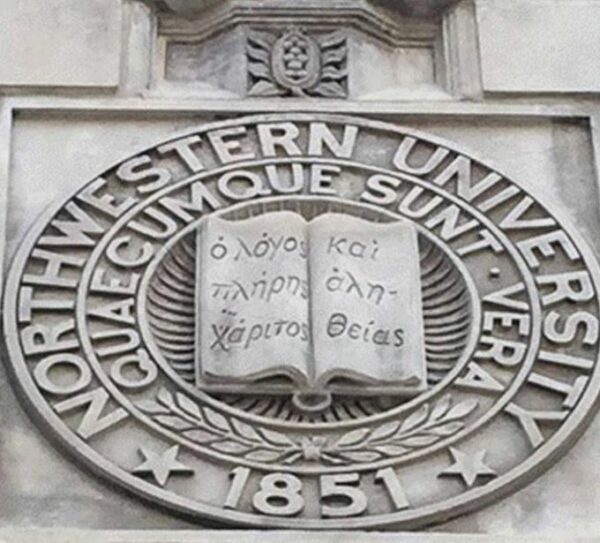 NORTHWESTERN UNIVERSITY
QUAECUMQUE SUNT · VERA
ὁ λόγος
πλήρης
χάριτος
καὶ
ἀλη-
θείας
1851